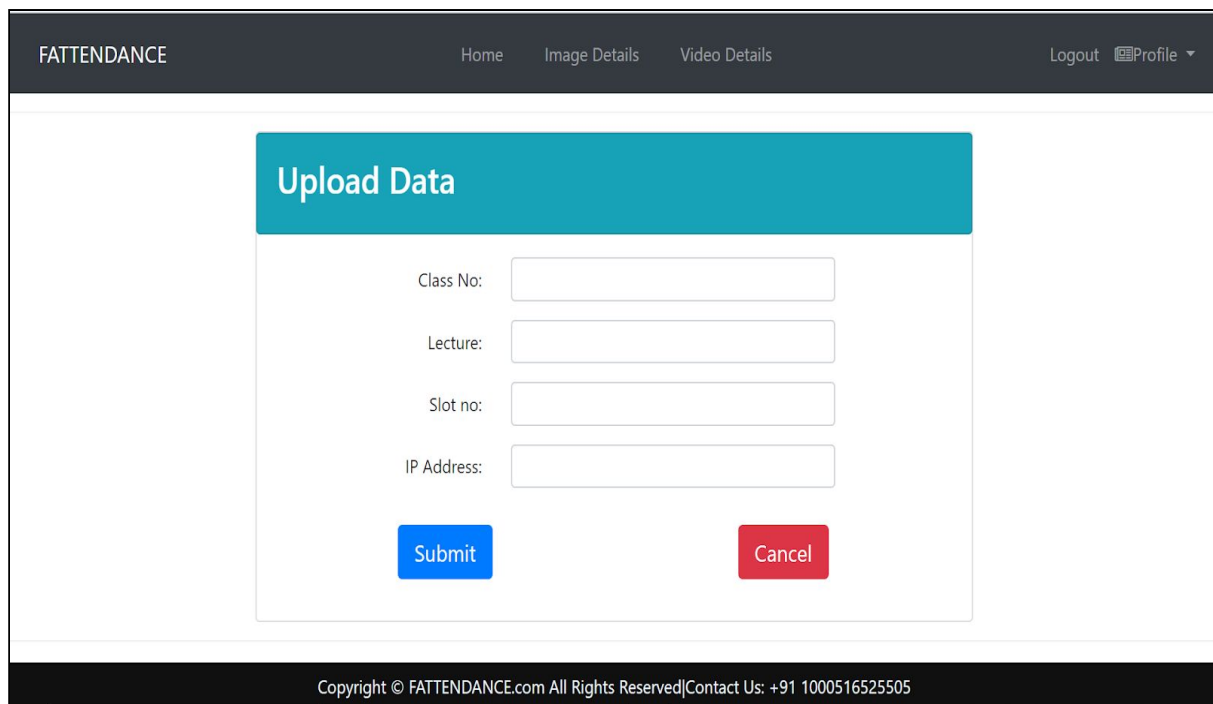 FATTENDANCE Home Image Details Video Details Logout Profile
Upload Data
Class No:
Lecture:
Slot no:
IP Address:
Submit Cancel
Copyright © FATTENDANCE.com All Rights Reserved|Contact Us: +91 1000516525505